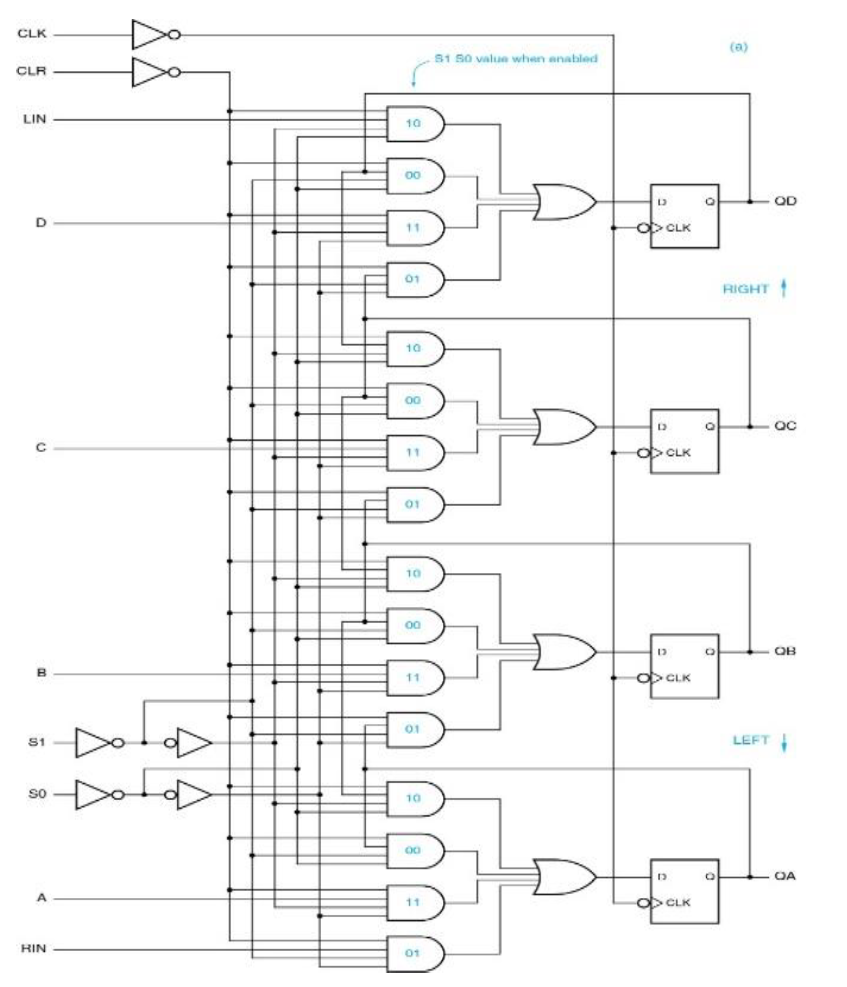 CLK
(a)
S1 S0 value when enabled
CLR
LIN
10
00
D Q QD
D
11
CLK
01
RIGHT
10
00
D Q QC
C
11
CLK
01
10
00
D Q QB
B
11
CLK
01
S1
LEFT
S0
10
00
D Q QA
A
11
CLK
RIN
01